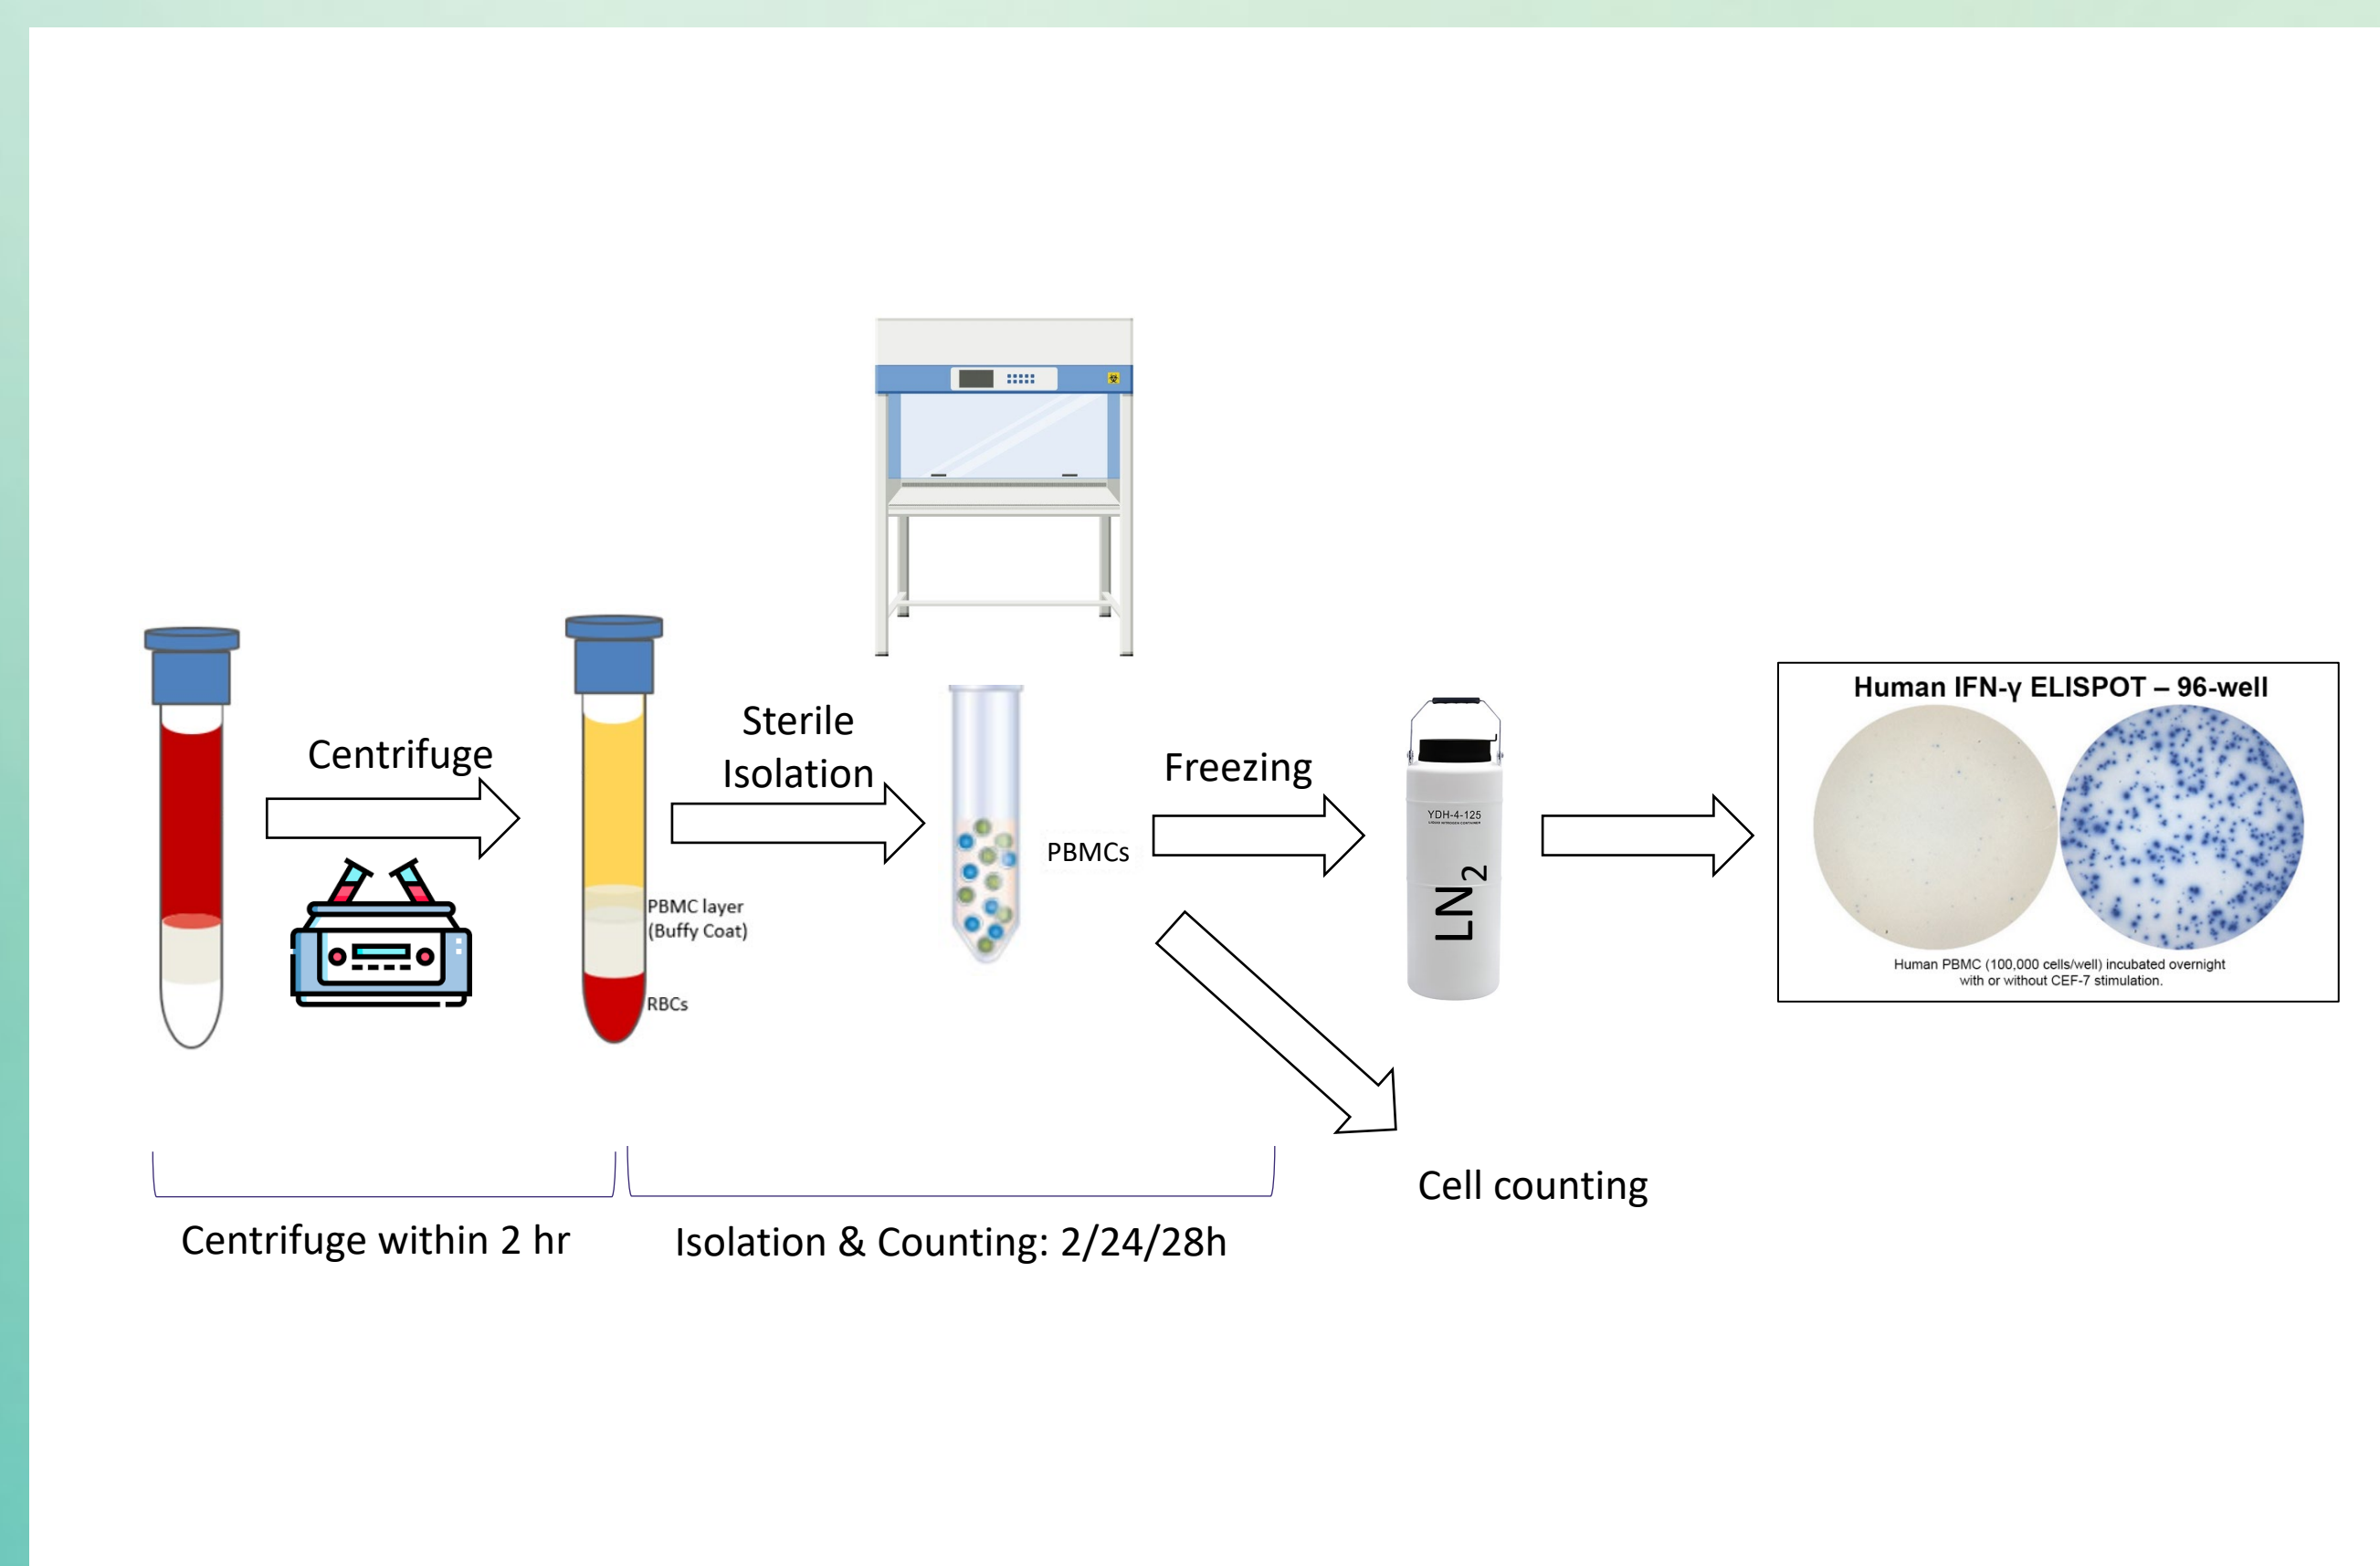 Centrifuge
Sterile
Isolation
PBMC layer
(Buffy Coat)
RBCs
PBMCs
Freezing
YDH-4-125
LN₂
Human IFN-γ ELISPOT – 96-well
Human PBMC (100,000 cells/well) incubated overnight
with or without CEF-7 stimulation.
Cell counting
Centrifuge within 2 hr
Isolation & Counting: 2/24/28h